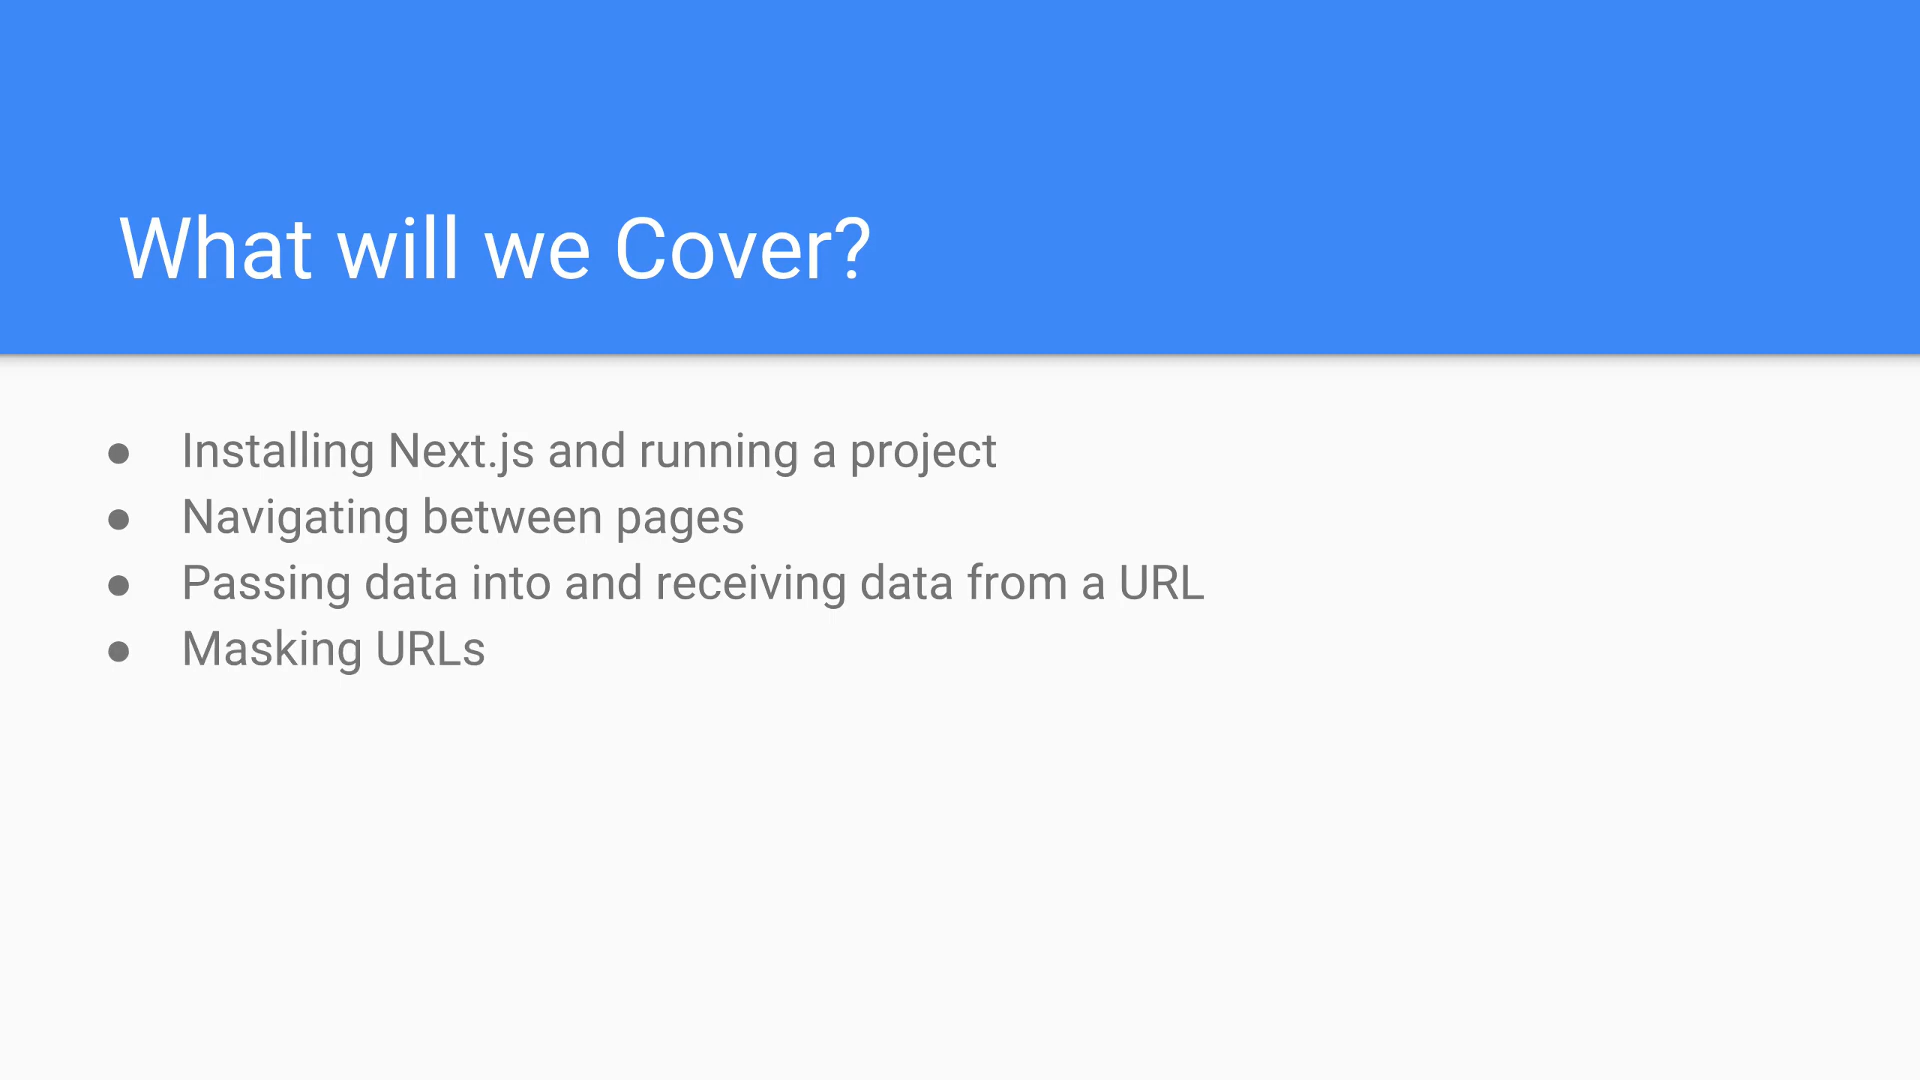 What will we Cover?
● Installing Next.js and running a project
● Navigating between pages
● Passing data into and receiving data from a URL
● Masking URLs